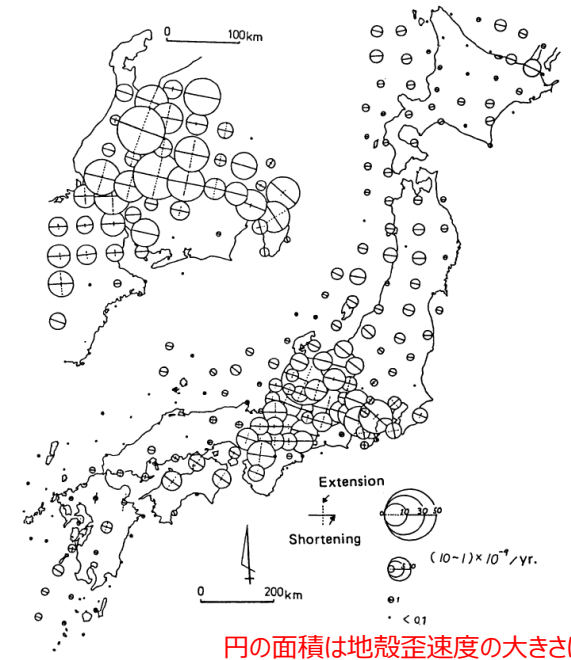 0 100km
Extension
Shortening
0 10 30 50
(10~1)×10⁻⁹/yr.
1
< 0.1
0 200km
円の面積は地殻歪速度の大きさ